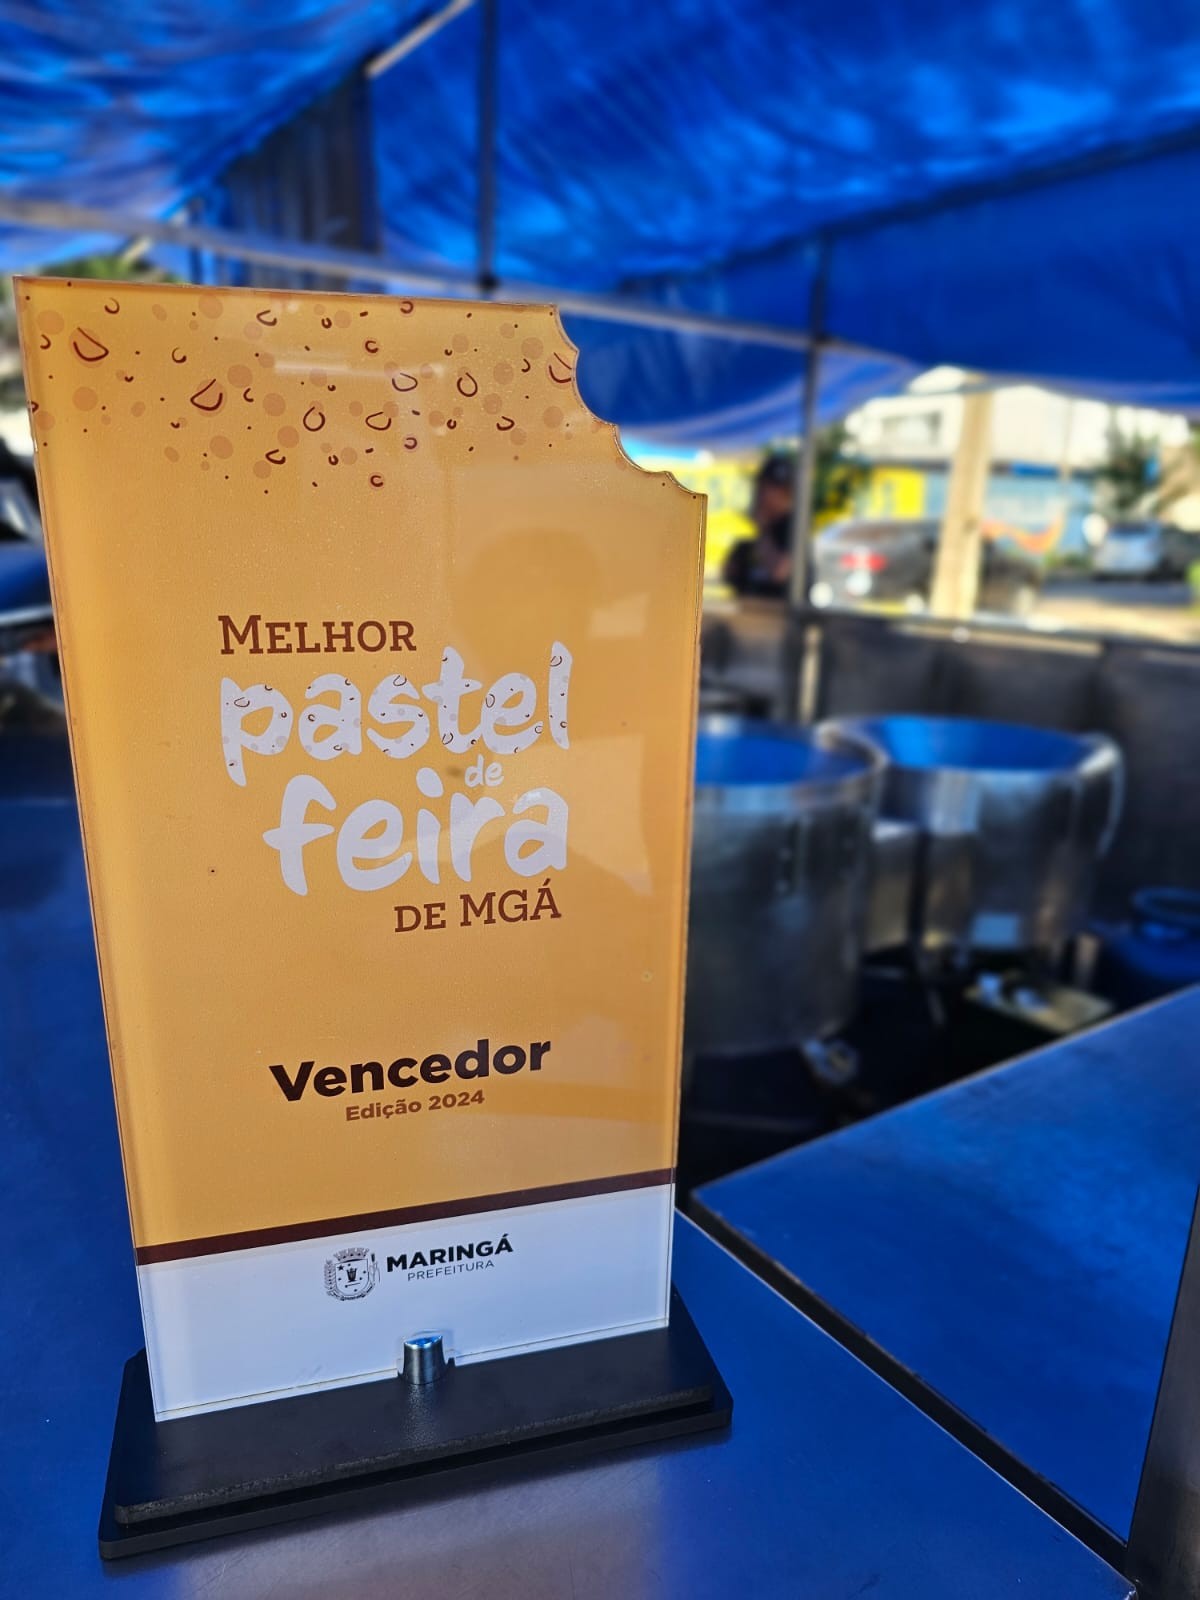 MELHOR
pastel
de
feira
DE MGÁ
Vencedor
Edição 2024
MARINGÁ
PREFEITURA